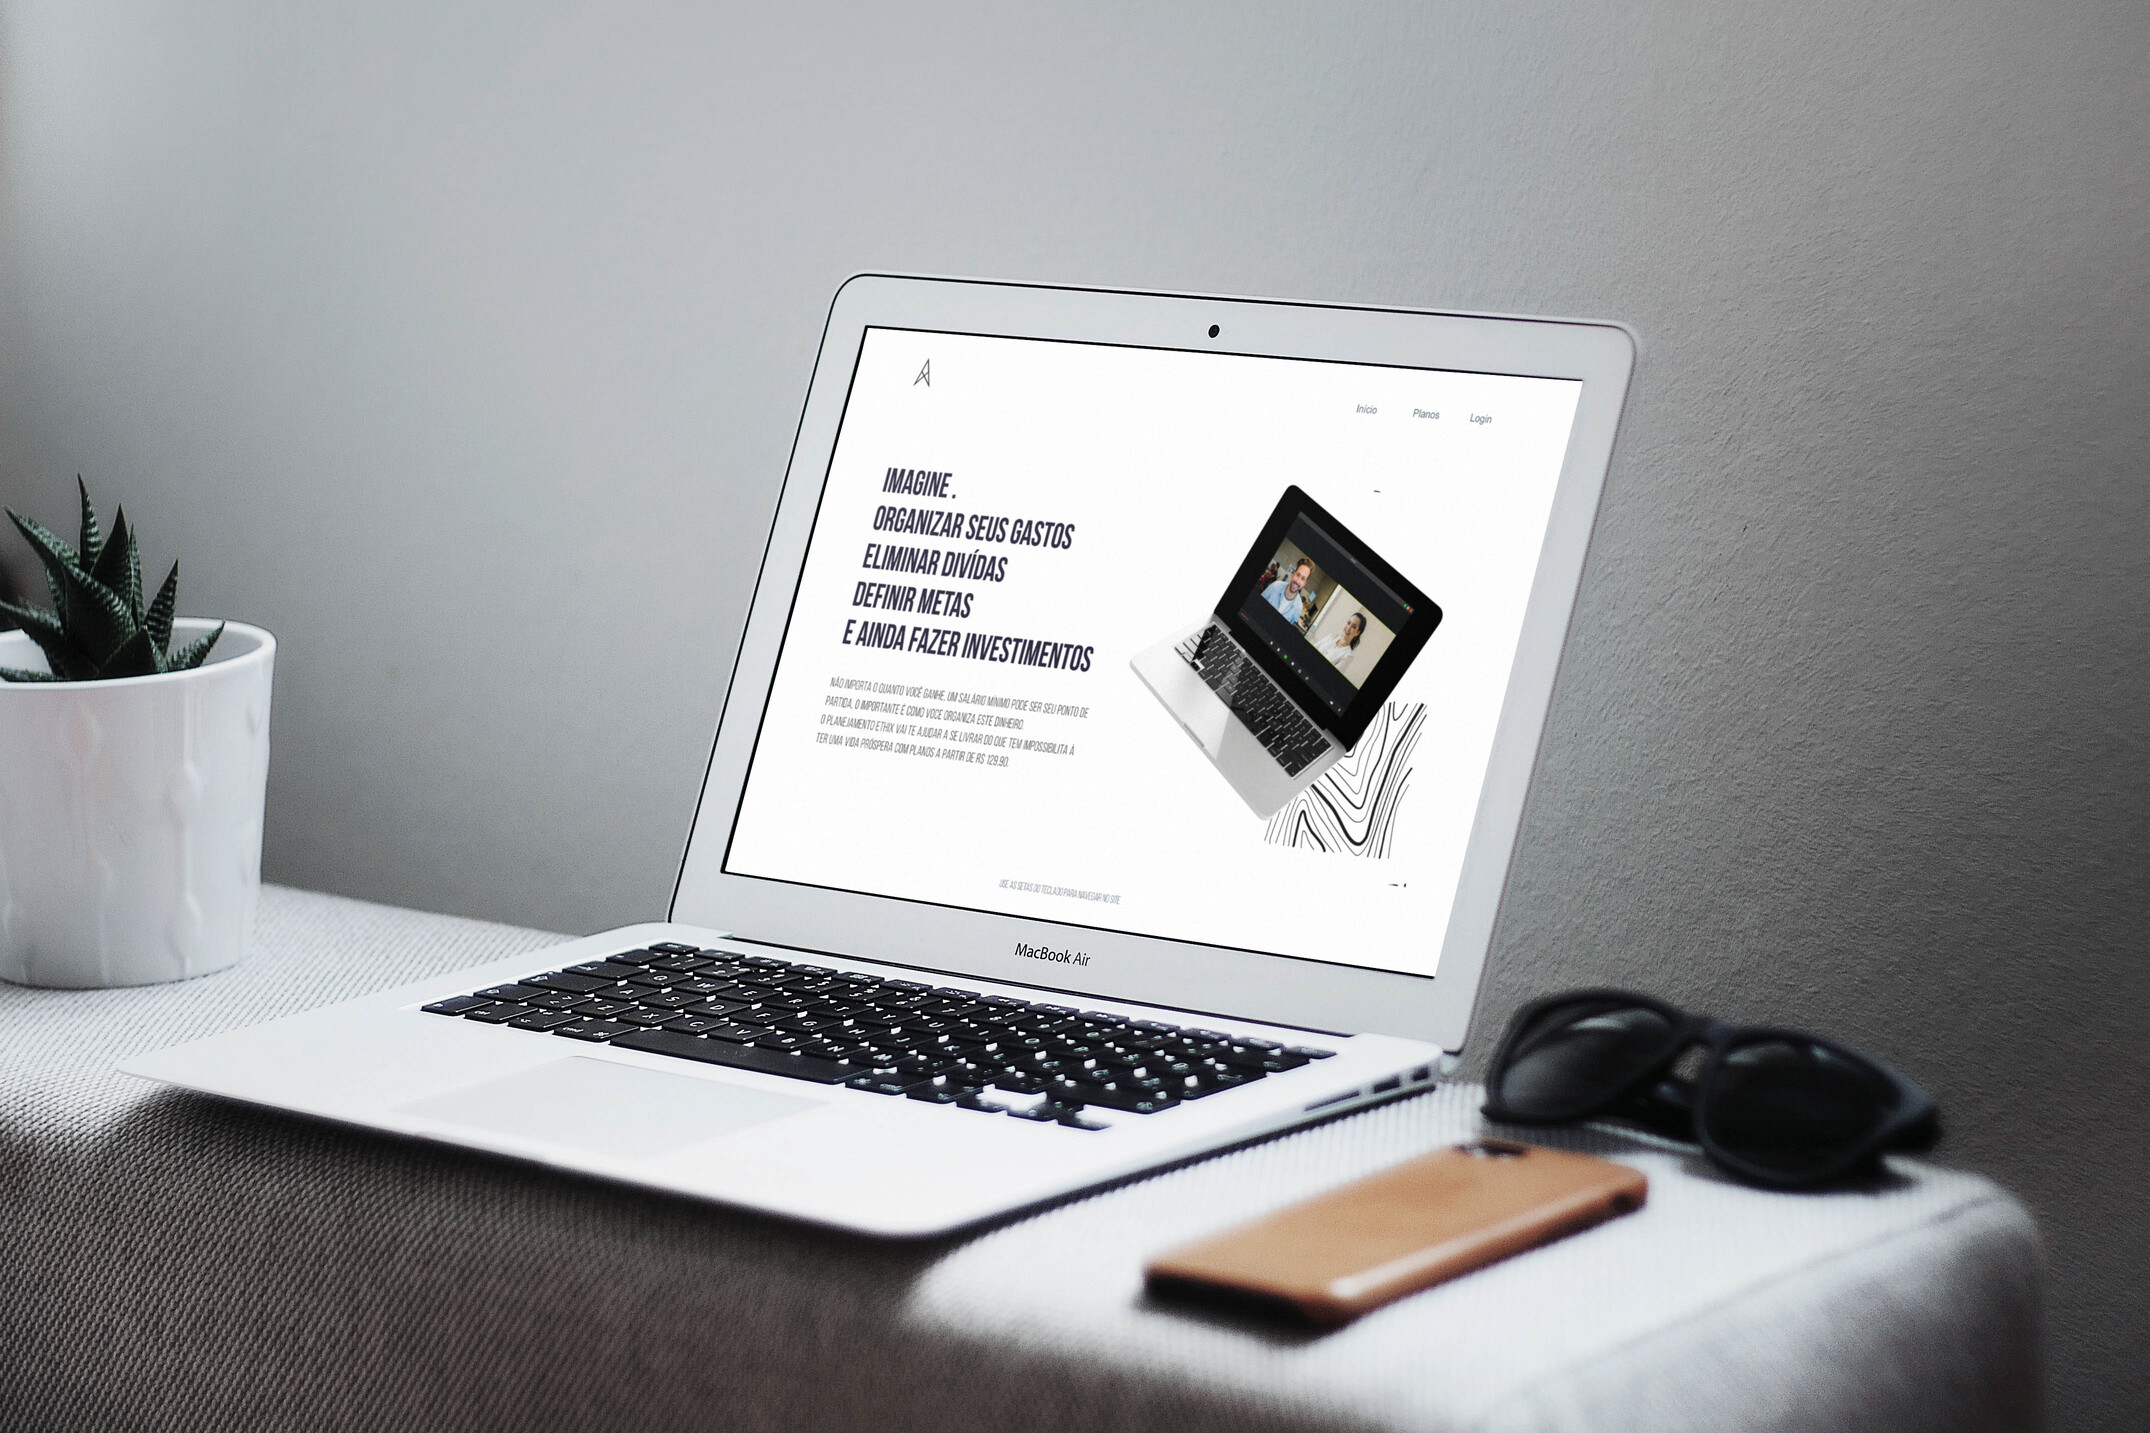 Início Planos Login
IMAGINE .
ORGANIZAR SEUS GASTOS
ELIMINAR DIVÍDAS
DEFINIR METAS
E AINDA FAZER INVESTIMENTOS
NÃO IMPORTA O QUANTO VOCÊ GANHE, UM SALÁRIO MÍNIMO PODE SER SEU PONTO DE
PARTIDA, O IMPORTANTE É COMO VOCE ORGANIZA ESTE DINHEIRO.
O PLANEJAMENTO ETHIX VAI TE AJUDAR A SE LIVRAR DO QUE TEM IMPOSSIBILITA Á
TER UMA VIDA PRÓSPERA COM PLANOS A PARTIR DE R$ 129,90.
USE AS SETAS DO TECLADO PARA NAVEGAR NO SITE
MacBook Air